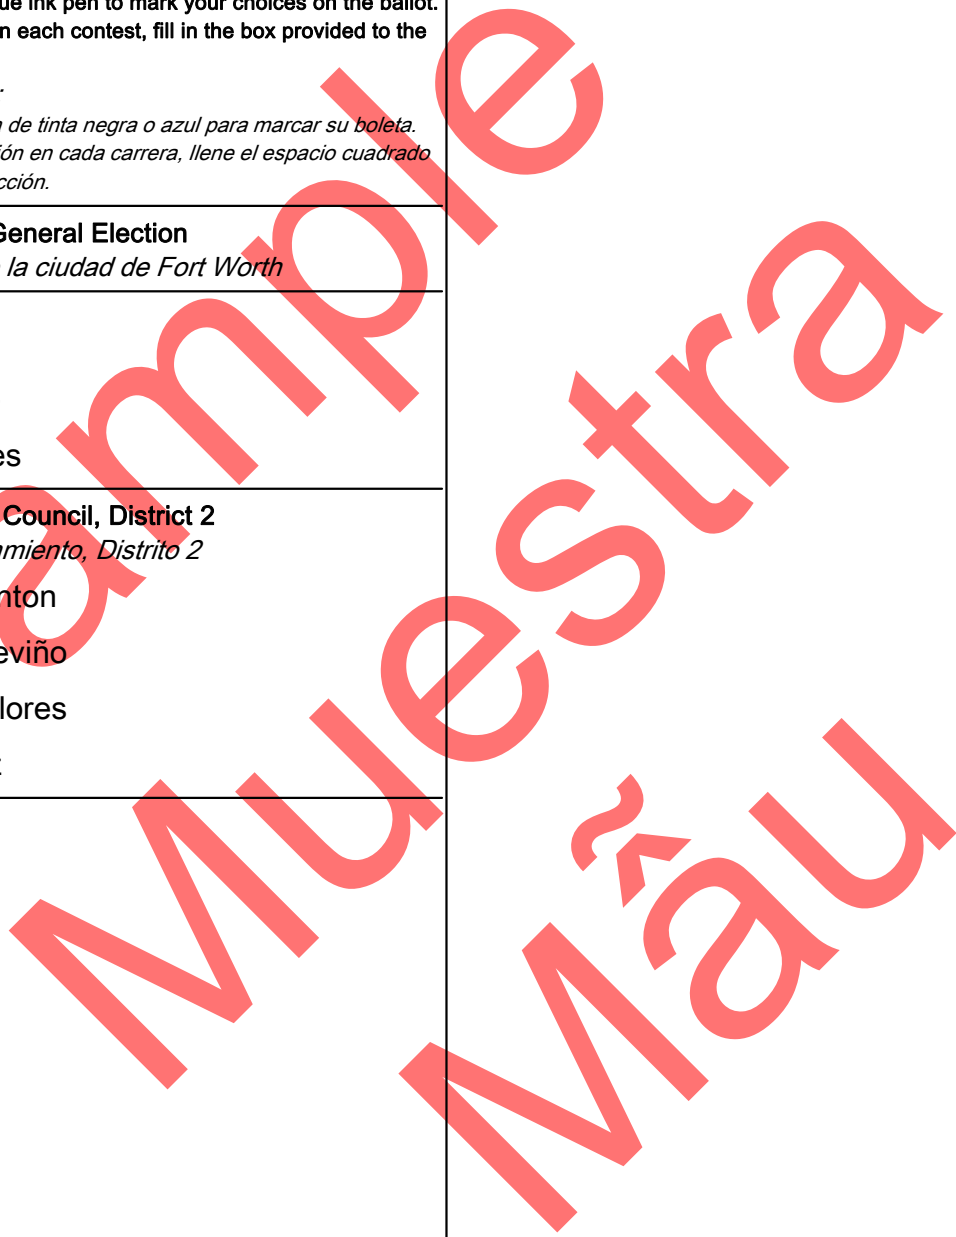 ue ink pen to mark your choices on the ballot.
n each contest, fill in the box provided to the
.
n de tinta negra o azul para marcar su boleta.
ión en cada carrera, llene el espacio cuadrado
cción.
General Election
la ciudad de Fort Worth
es
Council, District 2
amiento, Distrito 2
nton
eviño
lores
ample
Muestra
Mẫu